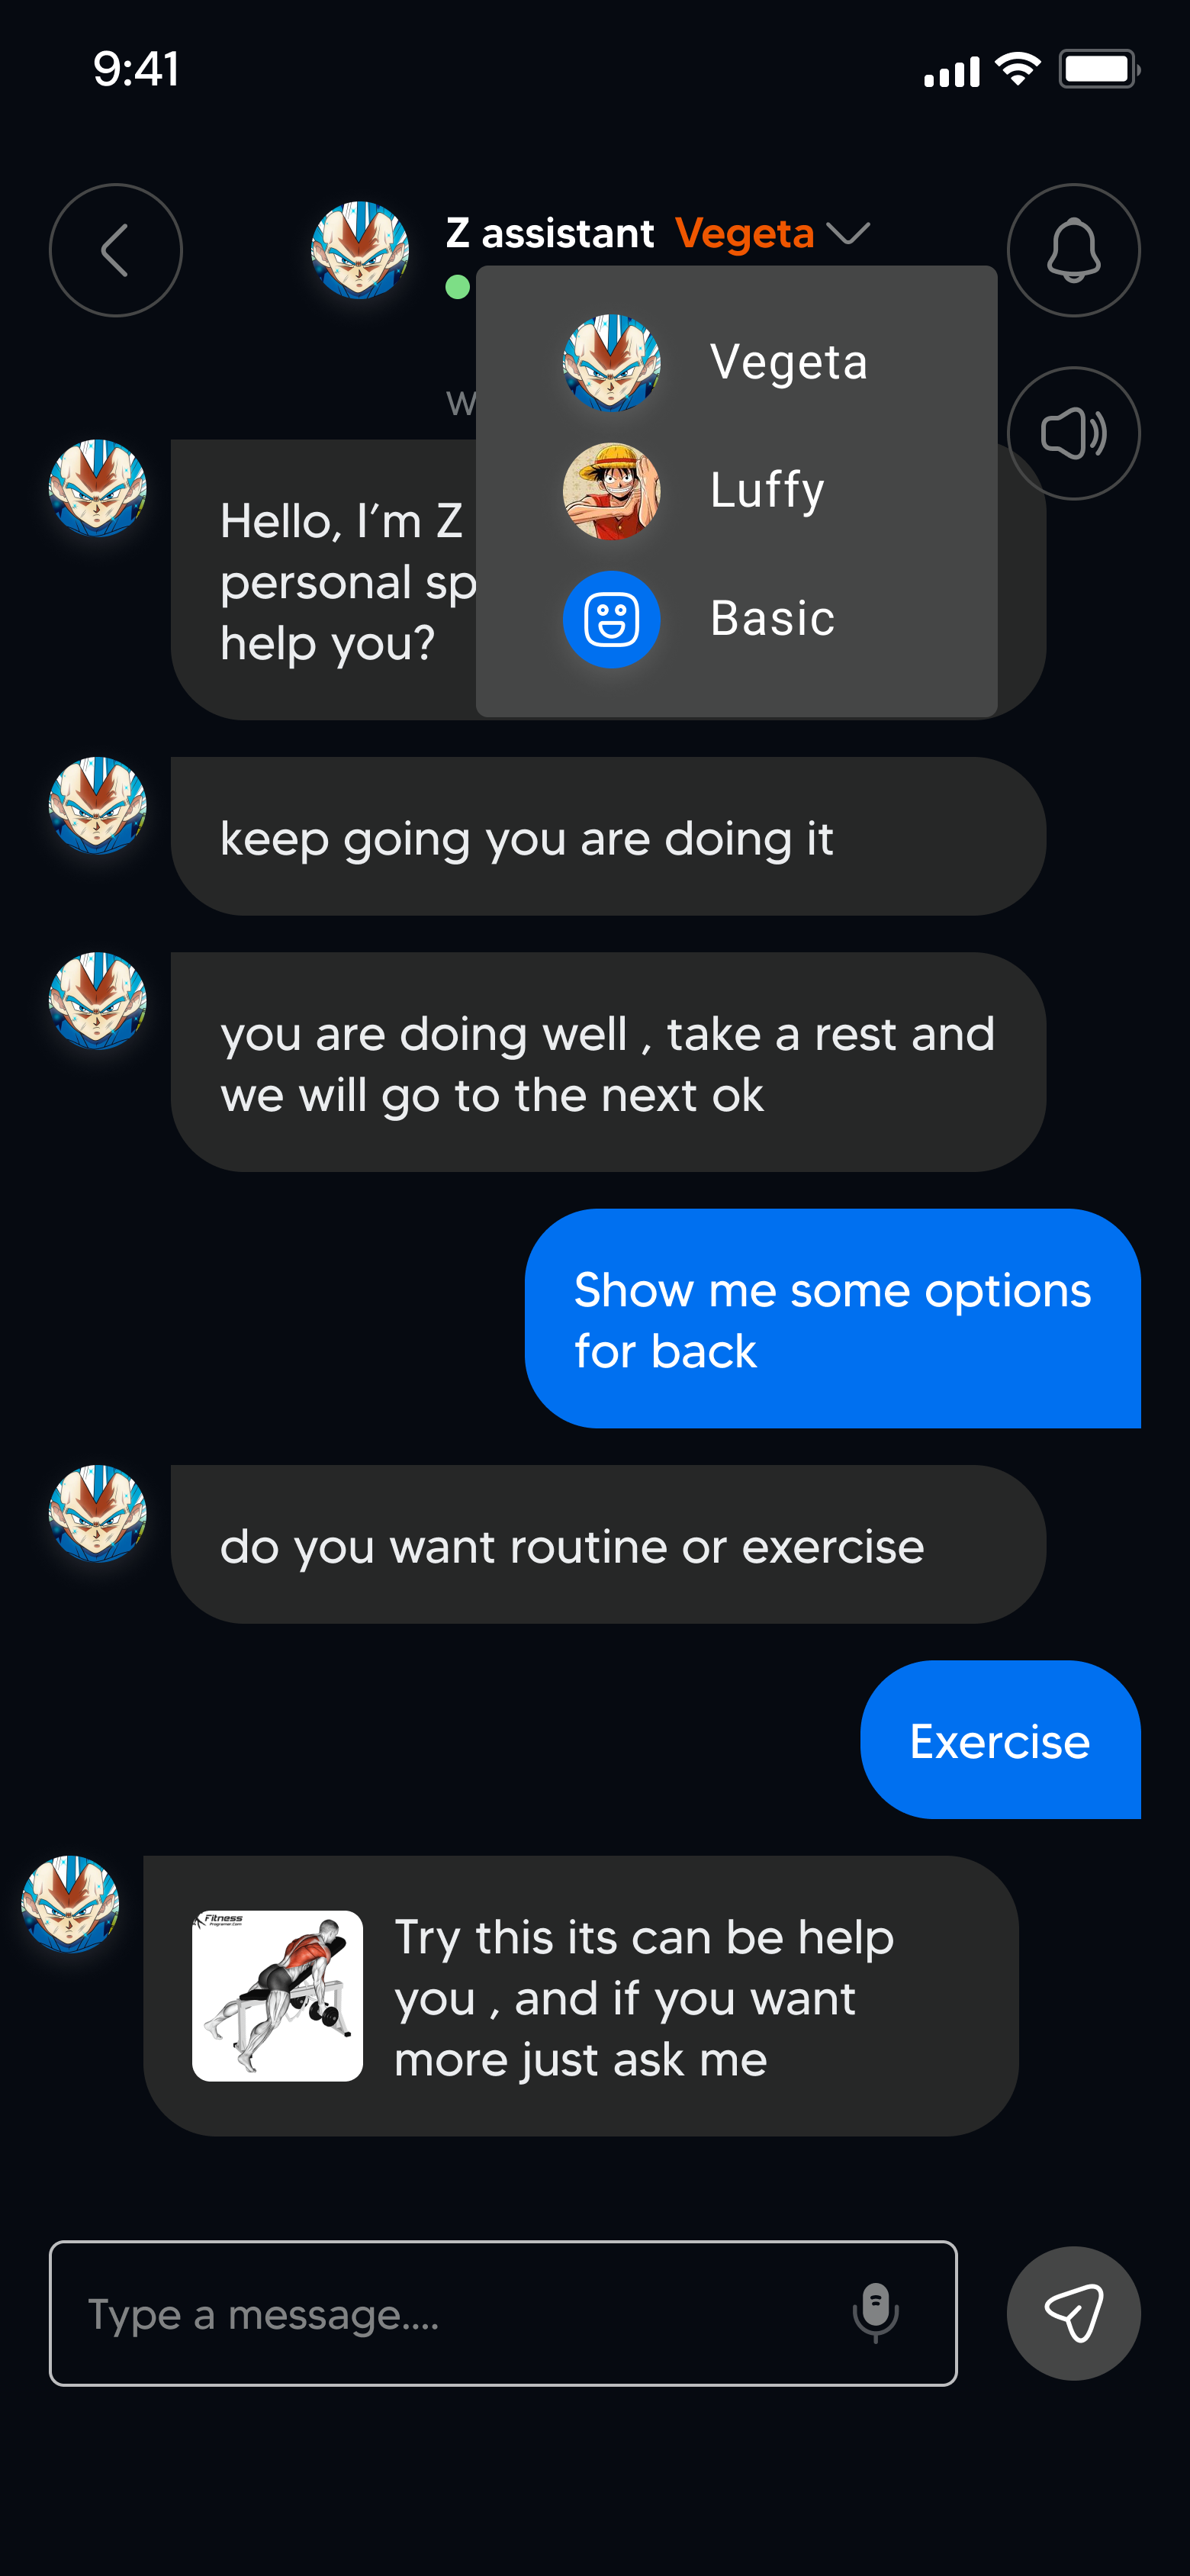 9:41
Z assistant Vegeta
Vegeta
W
Luffy
Hello, I’m Z
personal sp
Basic
help you?
keep going you are doing it
you are doing well , take a rest and
we will go to the next ok
Show me some options
for back
do you want routine or exercise
Exercise
Fitness
Programer.Com
Try this its can be help
you , and if you want
more just ask me
Type a message....